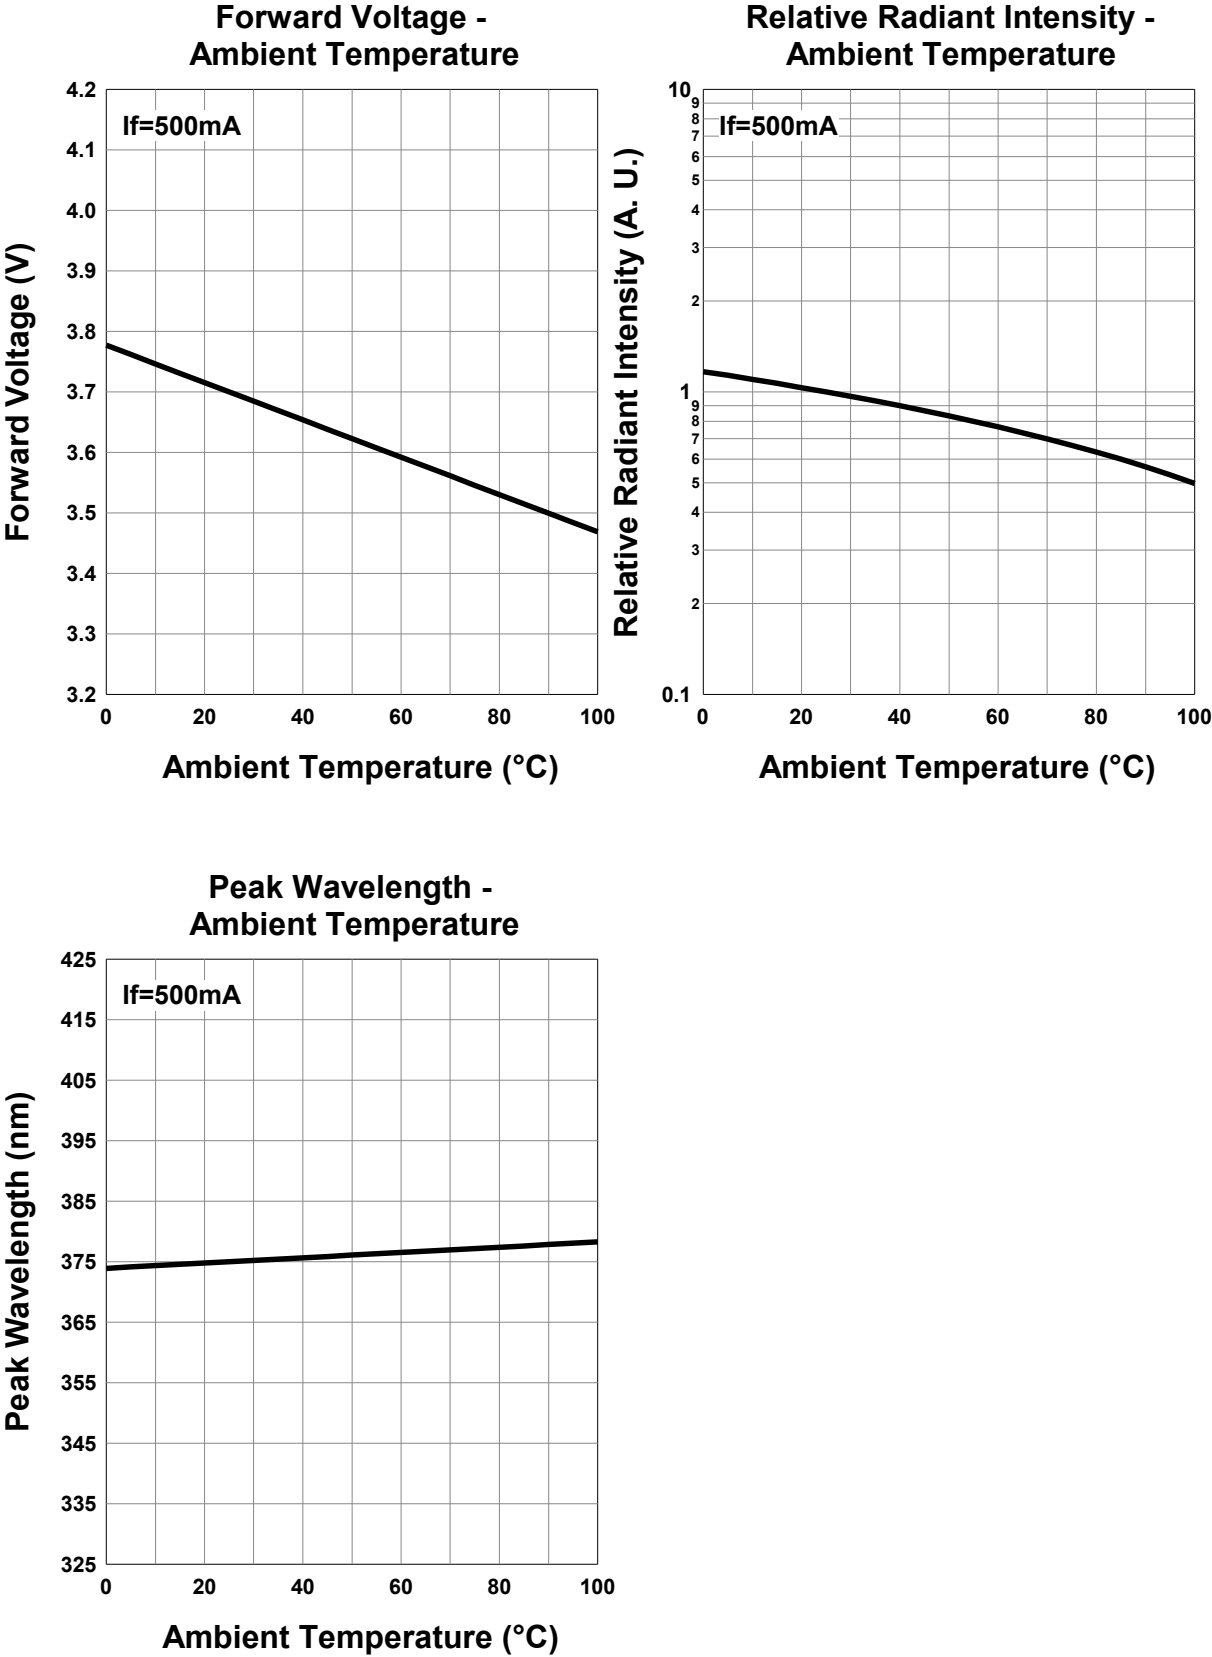 Forward Voltage -
Ambient Temperature
If=500mA
Forward Voltage (V)
4.2
4.1
4.0
3.9
3.8
3.7
3.6
3.5
3.4
3.3
3.2
0 20 40 60 80 100
Ambient Temperature (°C)
Relative Radiant Intensity -
Ambient Temperature
If=500mA
Relative Radiant Intensity (A. U.)
10
9
8
7
6
5
4
3
2
1
9
8
7
6
5
4
3
2
0.1
0 20 40 60 80 100
Ambient Temperature (°C)
Peak Wavelength -
Ambient Temperature
If=500mA
Peak Wavelength (nm)
425
415
405
395
385
375
365
355
345
335
325
0 20 40 60 80 100
Ambient Temperature (°C)